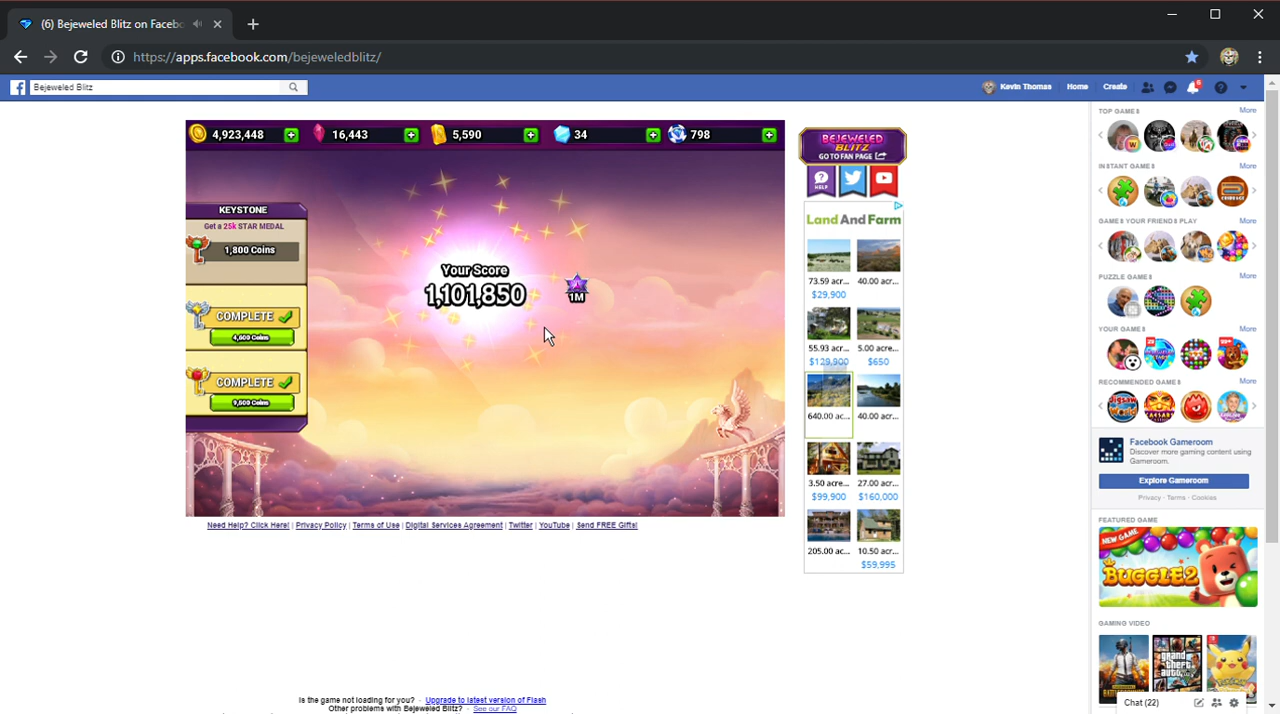 (6) Bejeweled Blitz on Facebo
https://apps.facebook.com/bejeweledblitz/
Bejeweled Blitz
Kevin Thomas
Home
Create
4,923,448
16,443
5,590
34
798
KEYSTONE
Get a 25k STAR MEDAL
1,800 Coins
COMPLETE
COMPLETE
9,500 Coins
Your Score
1,101,850
1M
BEJEWELED
BLITZ
GO TO FAN PAGE
HELP
LAND AND FARM
73.59 acr...
40.00 acr...
$29,900
55.93 acr...
5.00 acre...
$129,900
$650
640.00 ac...
40.00 acr...
3.50 acre...
27.00 acr...
$99,900
$160,000
205.00 ac...
10.50 acr...
$59,995
Need Help? Click Here! | Privacy Policy | Terms of Use | Digital Services Agreement | Twitter | YouTube | Send FREE Gifts!
Is the game not loading for you? - Upgrade to latest version of Flash
Other problems with Bejeweled Blitz? - See our FAQ
TOP GAMES
More
INSTANT GAMES
More
GAMES YOUR FRIENDS PLAY
More
PUZZLE GAMES
More
YOUR GAMES
More
RECOMMENDED GAMES
More
Facebook Gameroom
Discover more gaming content using
Gameroom.
Explore Gameroom
Privacy · Terms · Cookies
FEATURED GAME
NEW GAME
BUGGLE2
GAMING VIDEO
Chat (22)